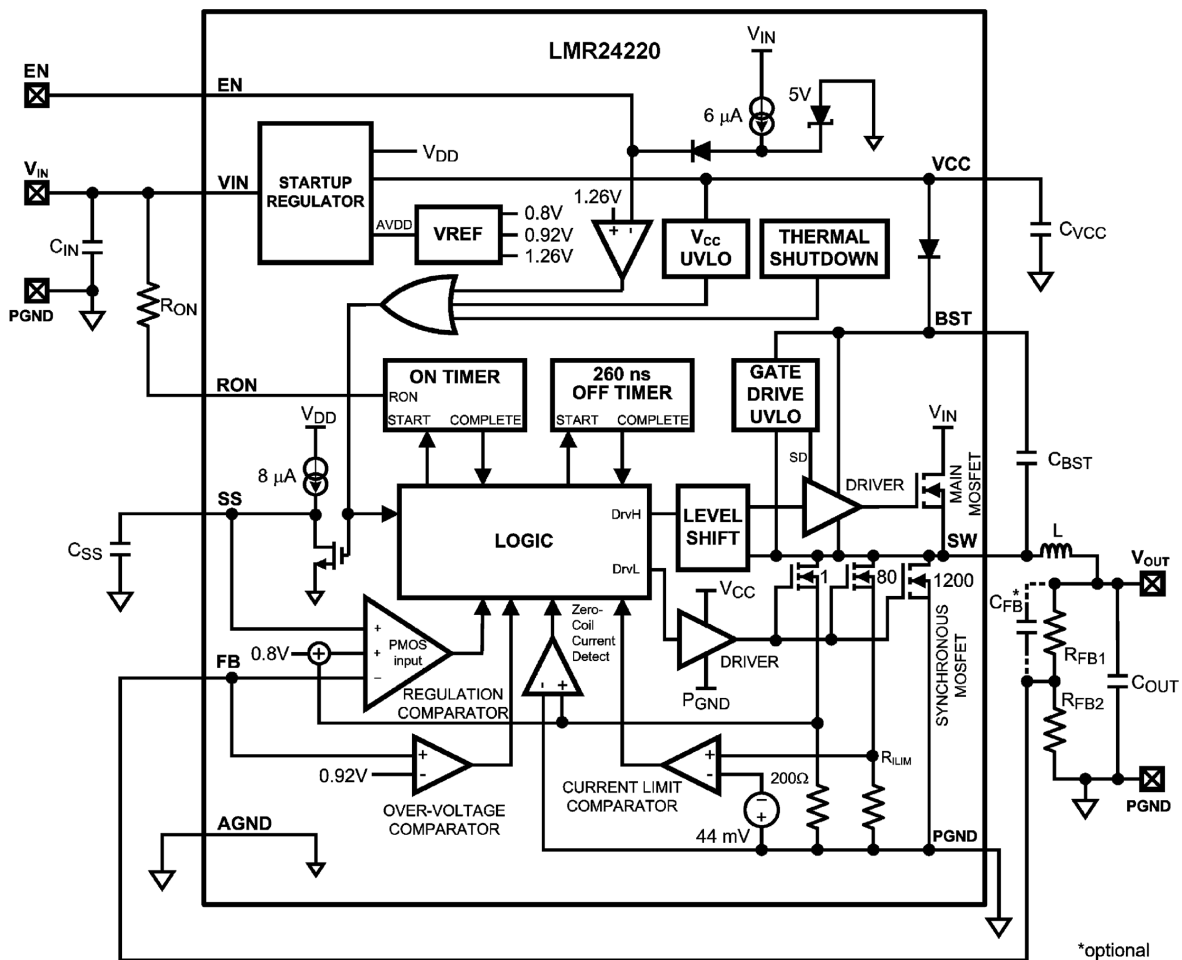 LMR24220
EN
EN
V_IN
6 µA
5V
V_IN
VIN
STARTUP
REGULATOR
V_DD
AVDD
VREF
0.8V
0.92V
1.26V
1.26V
+
-
V_CC
UVLO
THERMAL
SHUTDOWN
VCC
C_VCC
C_IN
PGND
R_ON
BST
RON
ON TIMER
RON
START
COMPLETE
260 ns
OFF TIMER
START
COMPLETE
GATE
DRIVE
UVLO
SD
V_IN
MAIN
MOSFET
C_BST
V_DD
8 µA
SS
C_SS
LOGIC
DrvH
DrvL
LEVEL
SHIFT
DRIVER
SW
L
V_OUT
1
80
1200
SYNCHRONOUS
MOSFET
C_FB*
R_FB1
R_FB2
C_OUT
PGND
V_CC
DRIVER
P_GND
Zero-
Coil
Current
Detect
-
+
0.8V
+
FB
+
+
−
PMOS
input
REGULATION
COMPARATOR
0.92V
+
−
OVER-VOLTAGE
COMPARATOR
+
−
CURRENT LIMIT
COMPARATOR
R_ILIM
200Ω
−
+
44 mV
PGND
AGND
*optional